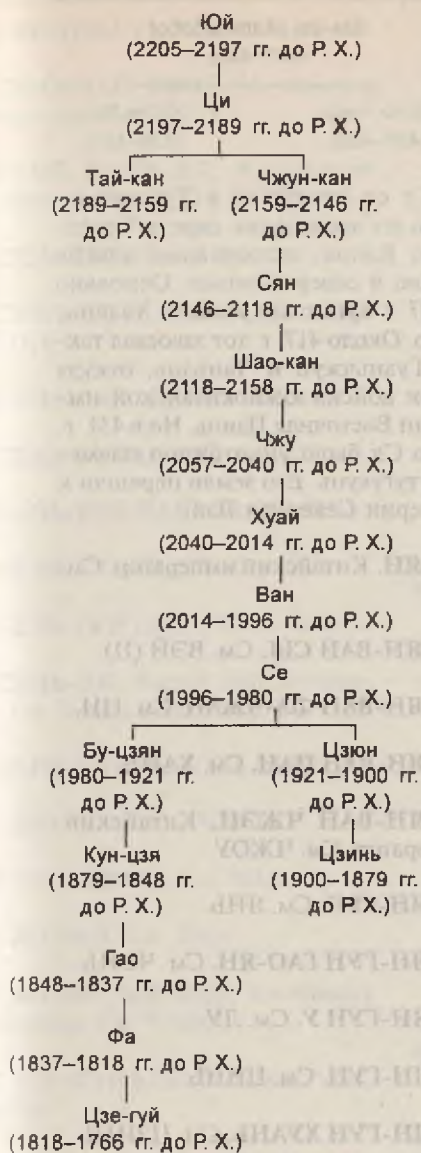 Юй
(2205–2197 гг. до Р. Х.)
Ци
(2197–2189 гг. до Р. Х.)
Тай-кан
(2189–2159 гг.
до Р. Х.)
Чжун-кан
(2159–2146 гг.
до Р. Х.)
Сян
(2146–2118 гг. до Р. Х.)
Шао-кан
(2118–2158 гг. до Р. Х.)
Чжу
(2057–2040 гг. до Р. Х.)
Хуай
(2040–2014 гг. до Р. Х.)
Ван
(2014–1996 гг. до Р. Х.)
Се
(1996–1980 гг. до Р. Х.)
Бу-цзян
(1980–1921 гг.
до Р. Х.)
Цзюн
(1921–1900 гг.
до Р. Х.)
Кун-цзя
(1879–1848 гг.
до Р. Х.)
Цзинь
(1900–1879 гг.
до Р. Х.)
Гао
(1848–1837 гг. до Р. Х.)
Фа
(1837–1818 гг. до Р. Х.)
Цзе-гуй
(1818–1766 гг. до Р. Х.)